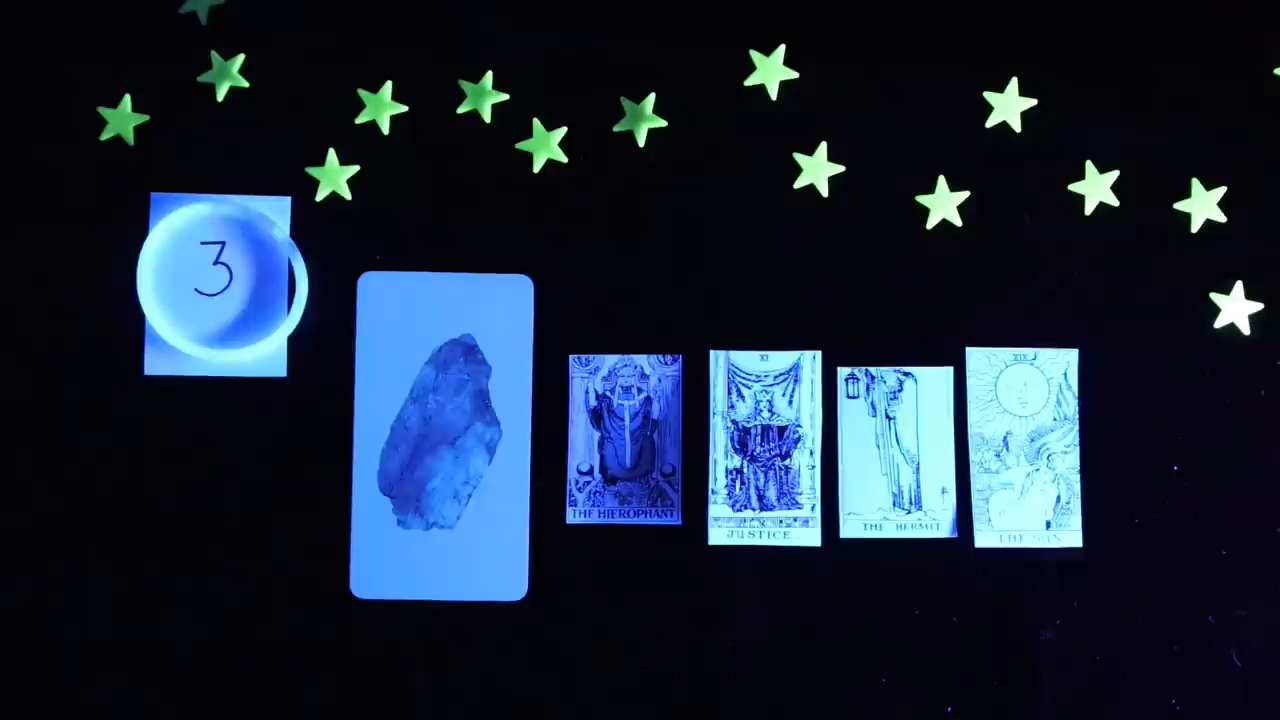 3
THE HIEROPHANT
XI
JUSTICE.
THE HERMIT
XIX
THE SUN